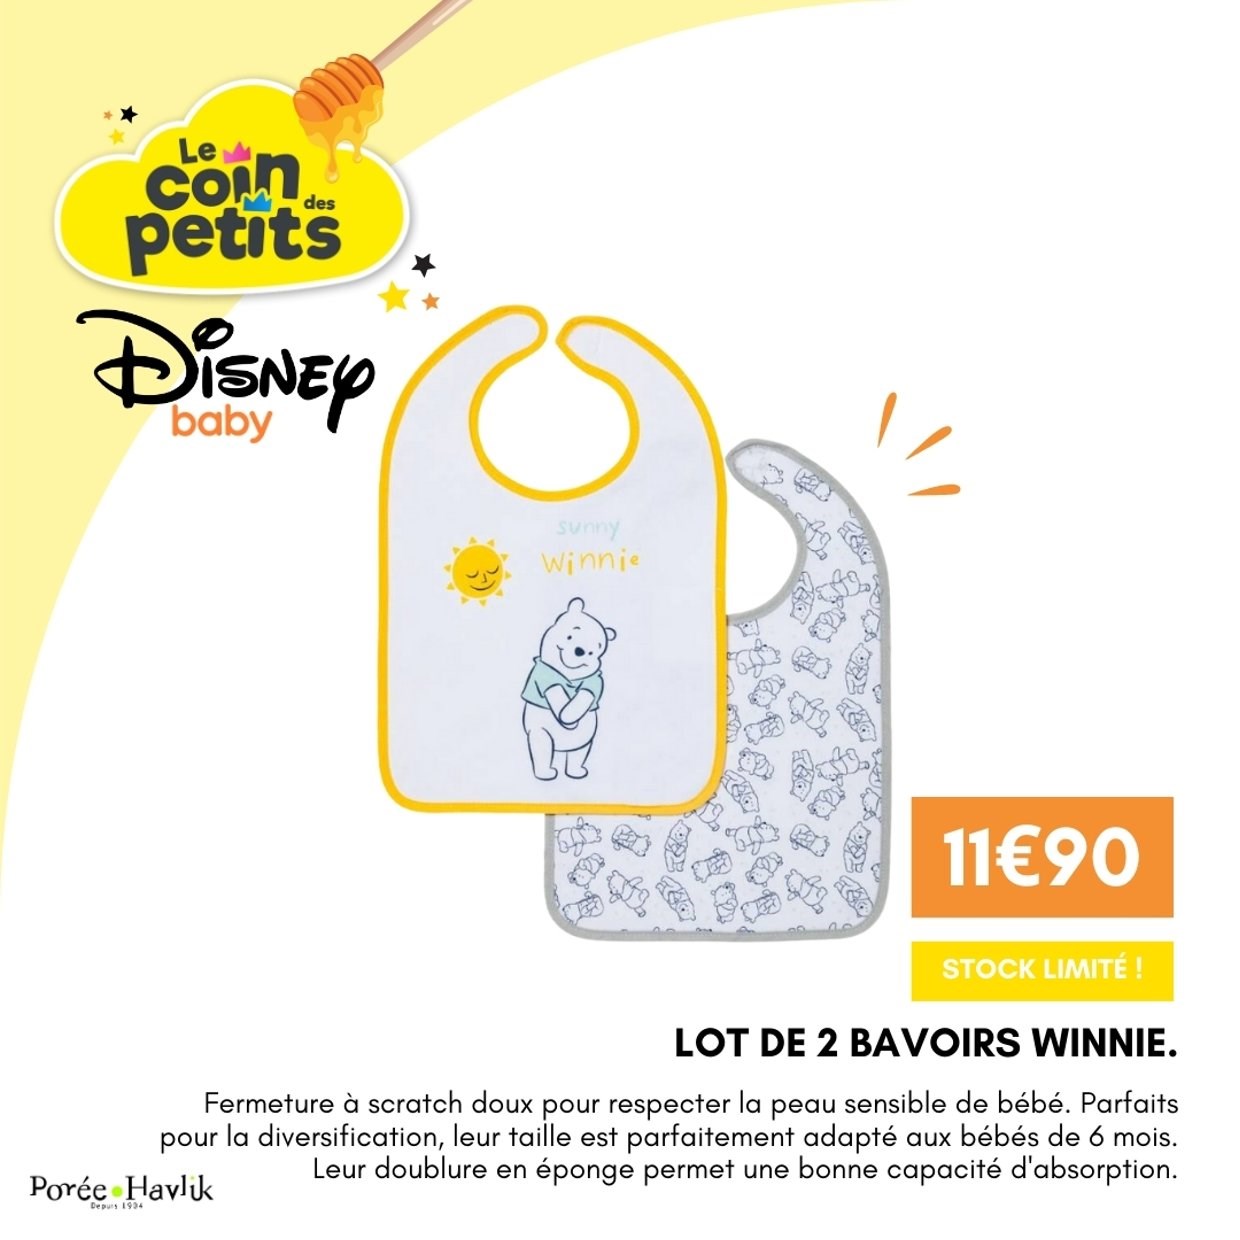 Le
coin des
petits
Disney
baby
sunny
winnie
11€90
STOCK LIMITÉ !
LOT DE 2 BAVOIRS WINNIE.
Fermeture à scratch doux pour respecter la peau sensible de bébé. Parfaits
pour la diversification, leur taille est parfaitement adapté aux bébés de 6 mois.
Leur doublure en éponge permet une bonne capacité d'absorption.
Porée•Havlik
Depuis 1934